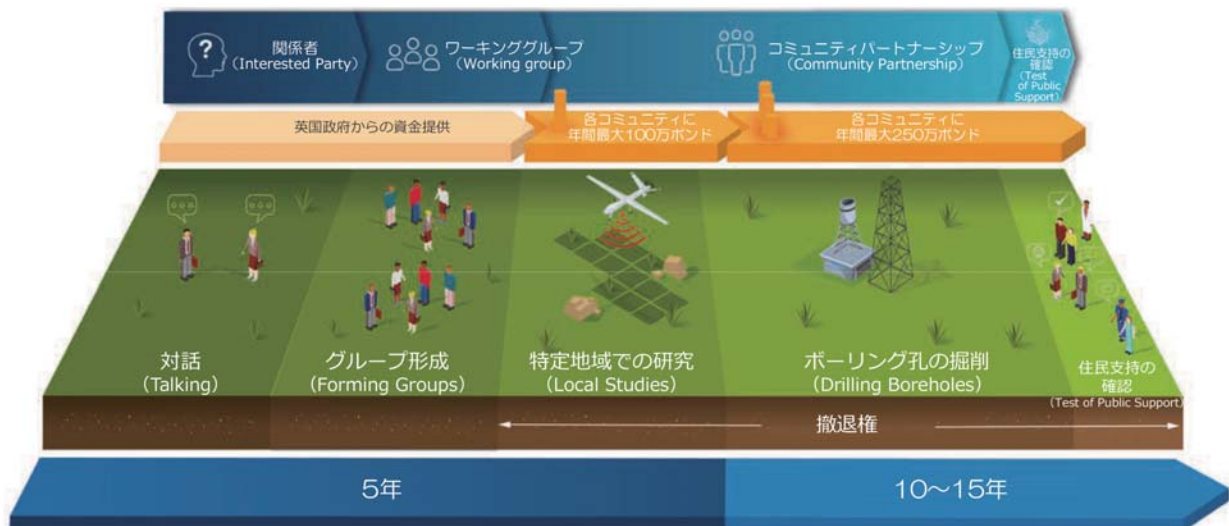 関係者
(Interested Party)
ワーキンググループ
(Working group)
コミュニティパートナーシップ
(Community Partnership)
住民支持の
確認
(Test
of Public
Support)
英国政府からの資金提供
各コミュニティに
年間最大100万ポンド
各コミュニティに
年間最大250万ポンド
対話
(Talking)
グループ形成
(Forming Groups)
特定地域での研究
(Local Studies)
ボーリング孔の掘削
(Drilling Boreholes)
住民支持の
確認
(Test of Public Support)
撤退権
5年
10～15年